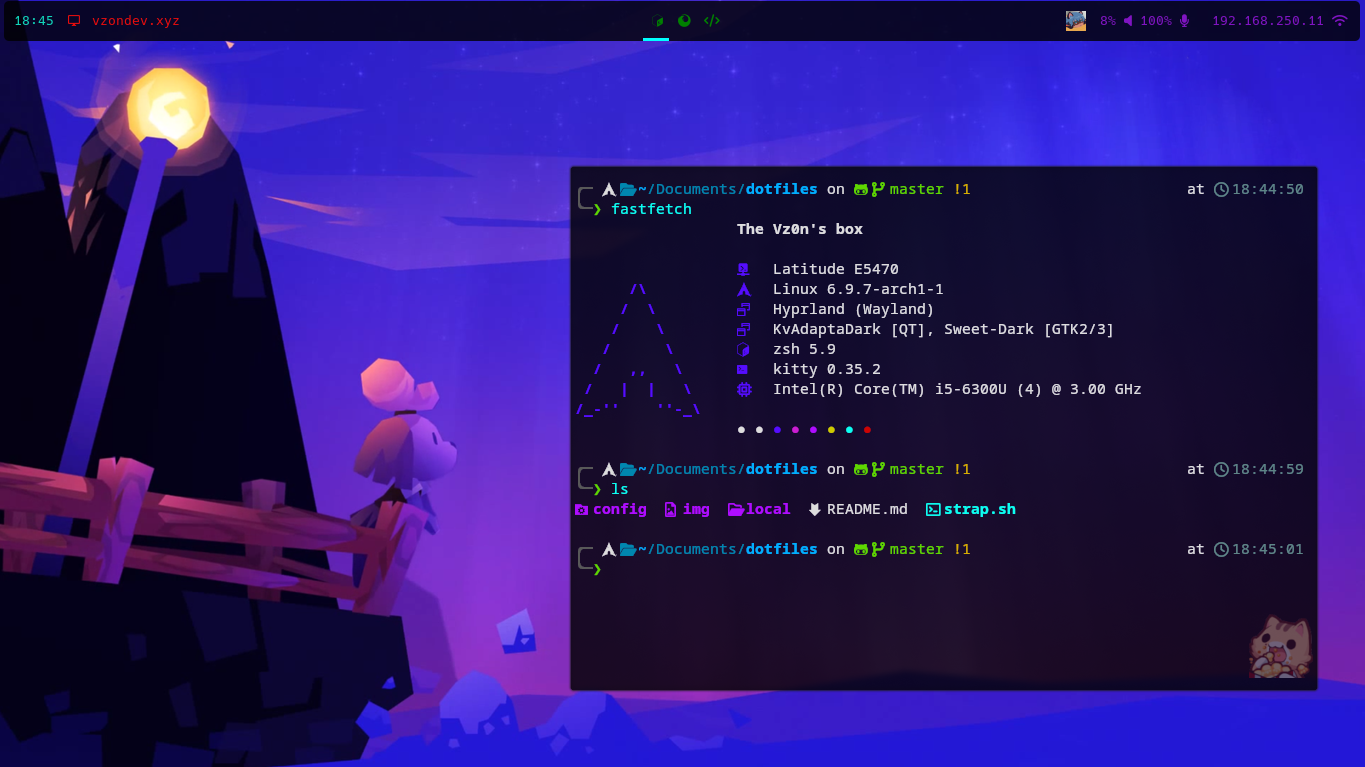 18:45 vzondev.xyz </> 8% 100% 192.168.250.11
~/Documents/dotfiles on master !1 at 18:44:50
❯ fastfetch
The Vz0n's box
Latitude E5470
/\ Linux 6.9.7-arch1-1
/  \ Hyprland (Wayland)
/    \ KvAdaptaDark [QT], Sweet-Dark [GTK2/3]
/      \ zsh 5.9
/   ,,   \ kitty 0.35.2
/   |  |   \ Intel(R) Core(TM) i5-6300U (4) @ 3.00 GHz
/_-''    ''-_\
~/Documents/dotfiles on master !1 at 18:44:59
❯ ls
config img local README.md strap.sh
~/Documents/dotfiles on master !1 at 18:45:01
❯